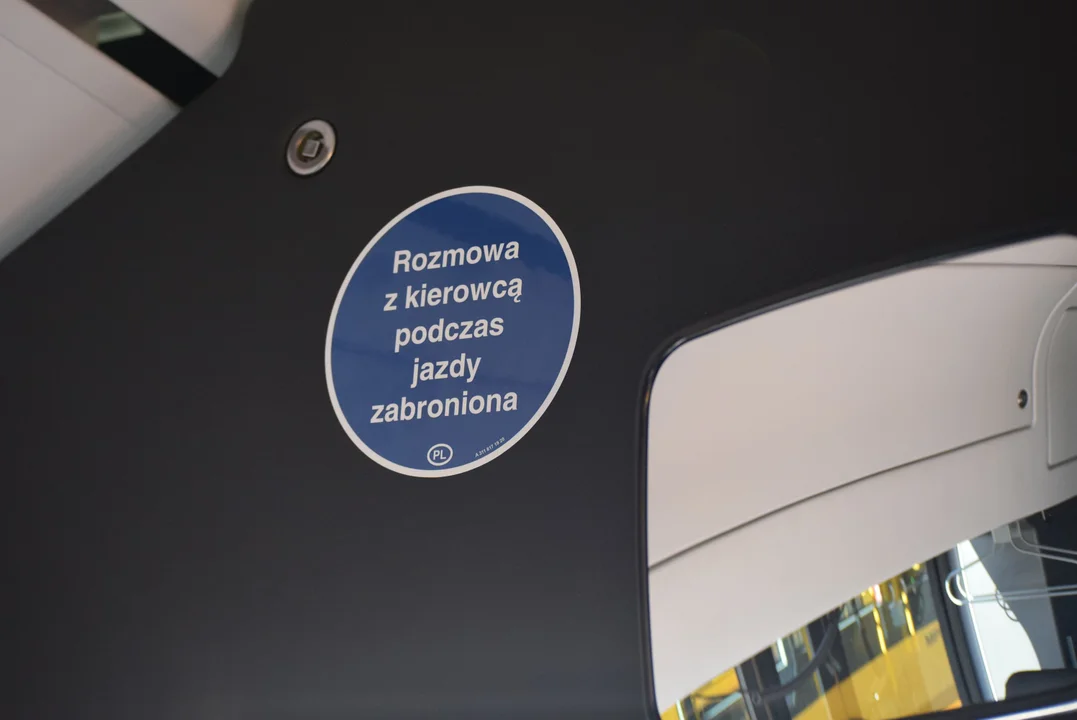 Rozmowa
z kierowcą
podczas
jazdy
zabroniona
PL